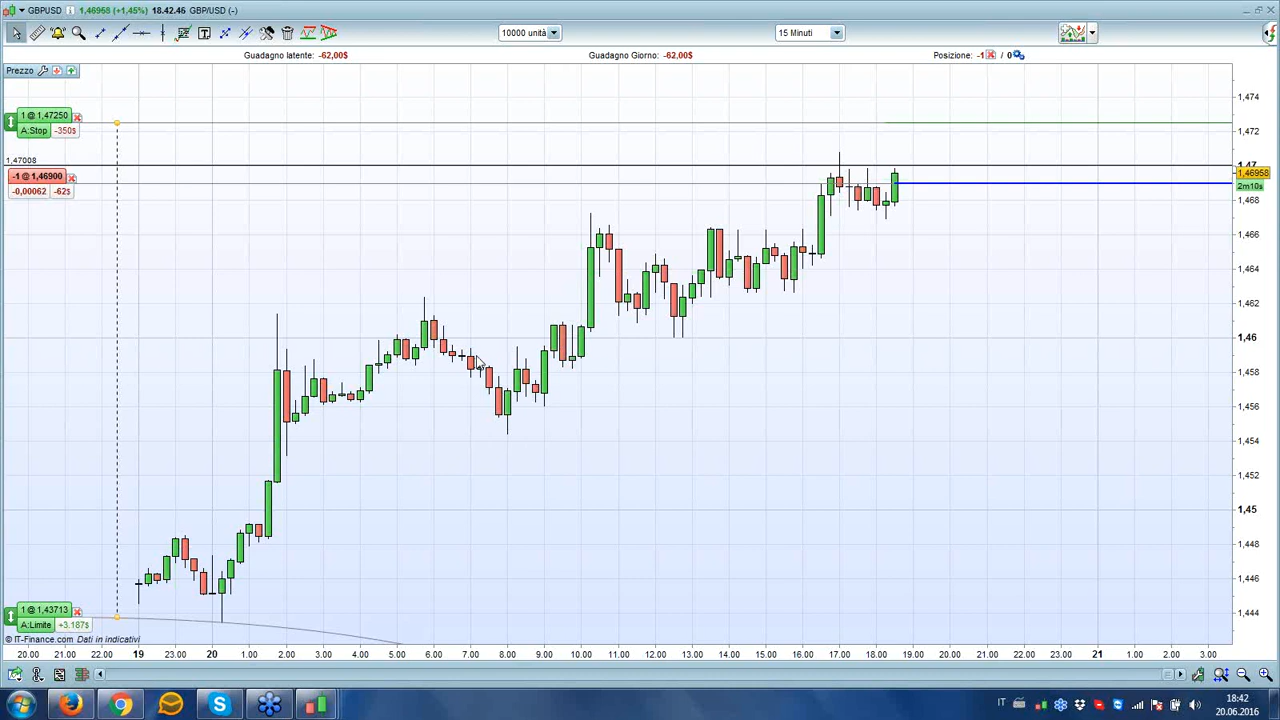 GBPUSD 1,46958 (+1,45%) 18.42.46 GBP/USD (-)
10000 unità
15 Minuti
Guadagno latente: -62,00$
Guadagno Giorno: -62,00$
Posizione: -1 / 0
Prezzo
1 @ 1,47250
A:Stop -350$
1,47008
-1 @ 1,46900
-0,00062 -62$
1 @ 1,43713
A:Limite +3.187$
© IT-Finance.com Dati in indicativi
1,474
1,472
1,47
1,46958
2m10s
1,468
1,466
1,464
1,462
1,46
1,458
1,456
1,454
1,452
1,45
1,448
1,446
1,444
20.00 21.00 22.00 19 23.00 20 1.00 2.00 3.00 4.00 5.00 6.00 7.00 8.00 9.00 10.00 11.00 12.00 13.00 14.00 15.00 16.00 17.00 18.00 19.00 20.00 21.00 22.00 23.00 21 1.00 2.00 3.00
IT
18:42
20.06.2016